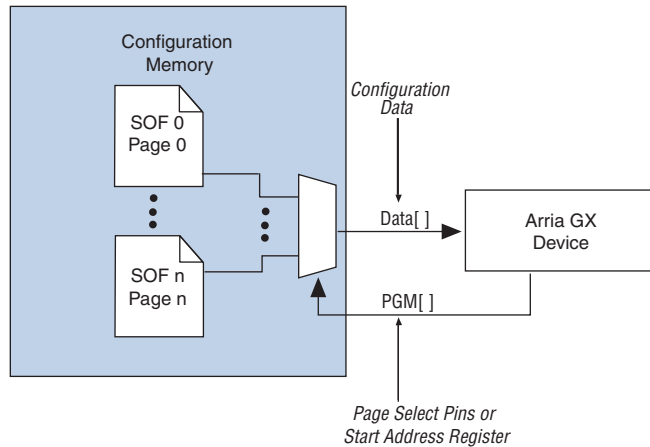 Configuration
Memory
SOF 0
Page 0
SOF n
Page n
Configuration
Data
Data[ ]
Arria GX
Device
PGM[ ]
Page Select Pins or
Start Address Register